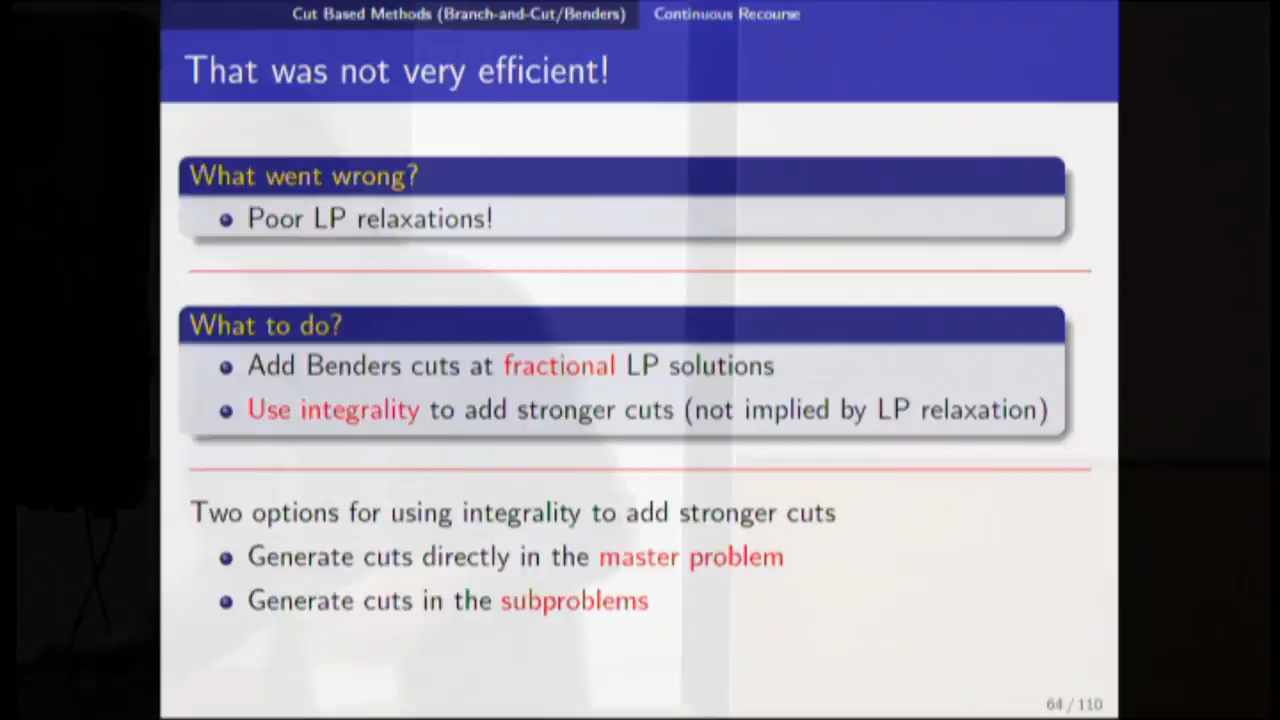 Cut Based Methods (Branch-and-Cut/Benders) Continuous Recourse
That was not very efficient!
What went wrong?
Poor LP relaxations!
What to do?
Add Benders cuts at fractional LP solutions
Use integrality to add stronger cuts (not implied by LP relaxation)
Two options for using integrality to add stronger cuts
Generate cuts directly in the master problem
Generate cuts in the subproblems
64 / 110